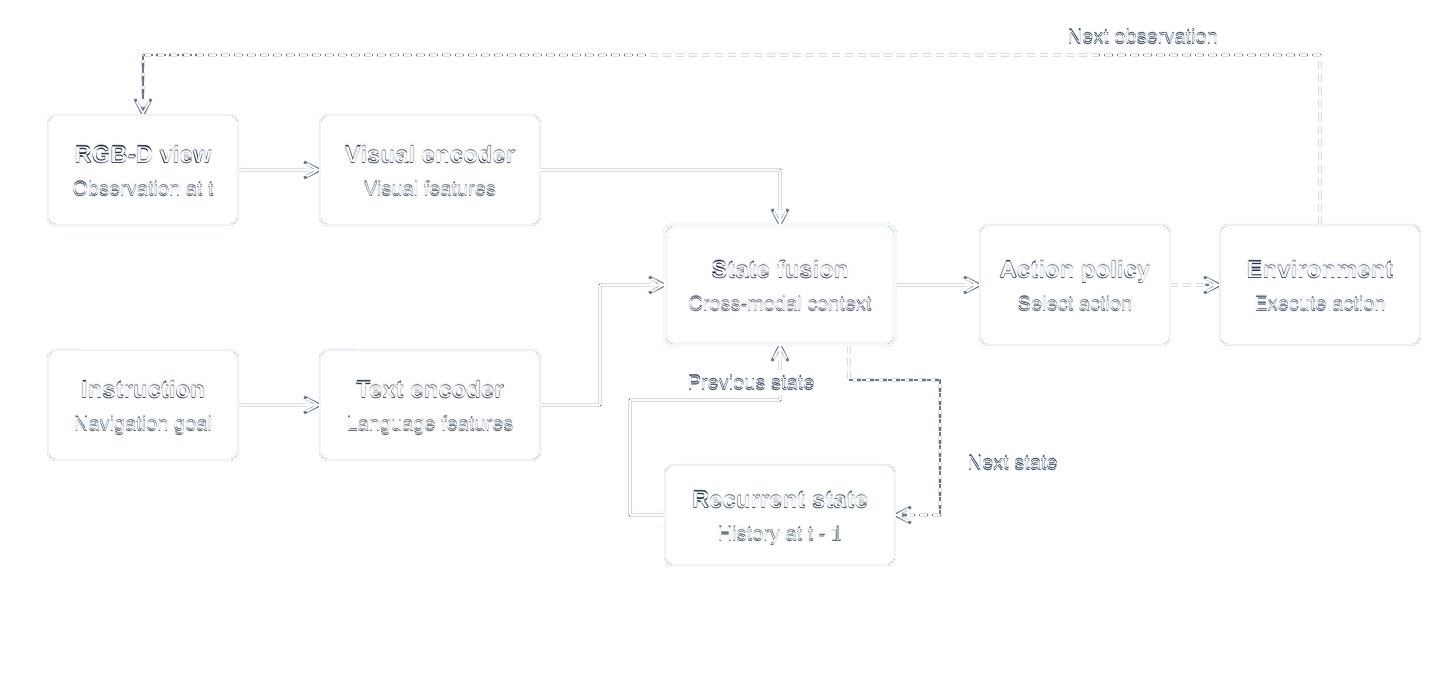 Next observation
RGB-D view
Observation at t
Visual encoder
Visual features
State fusion
Cross-modal context
Action policy
Select action
Environment
Execute action
Instruction
Navigation goal
Text encoder
Language features
Previous state
Next state
Recurrent state
History at t - 1